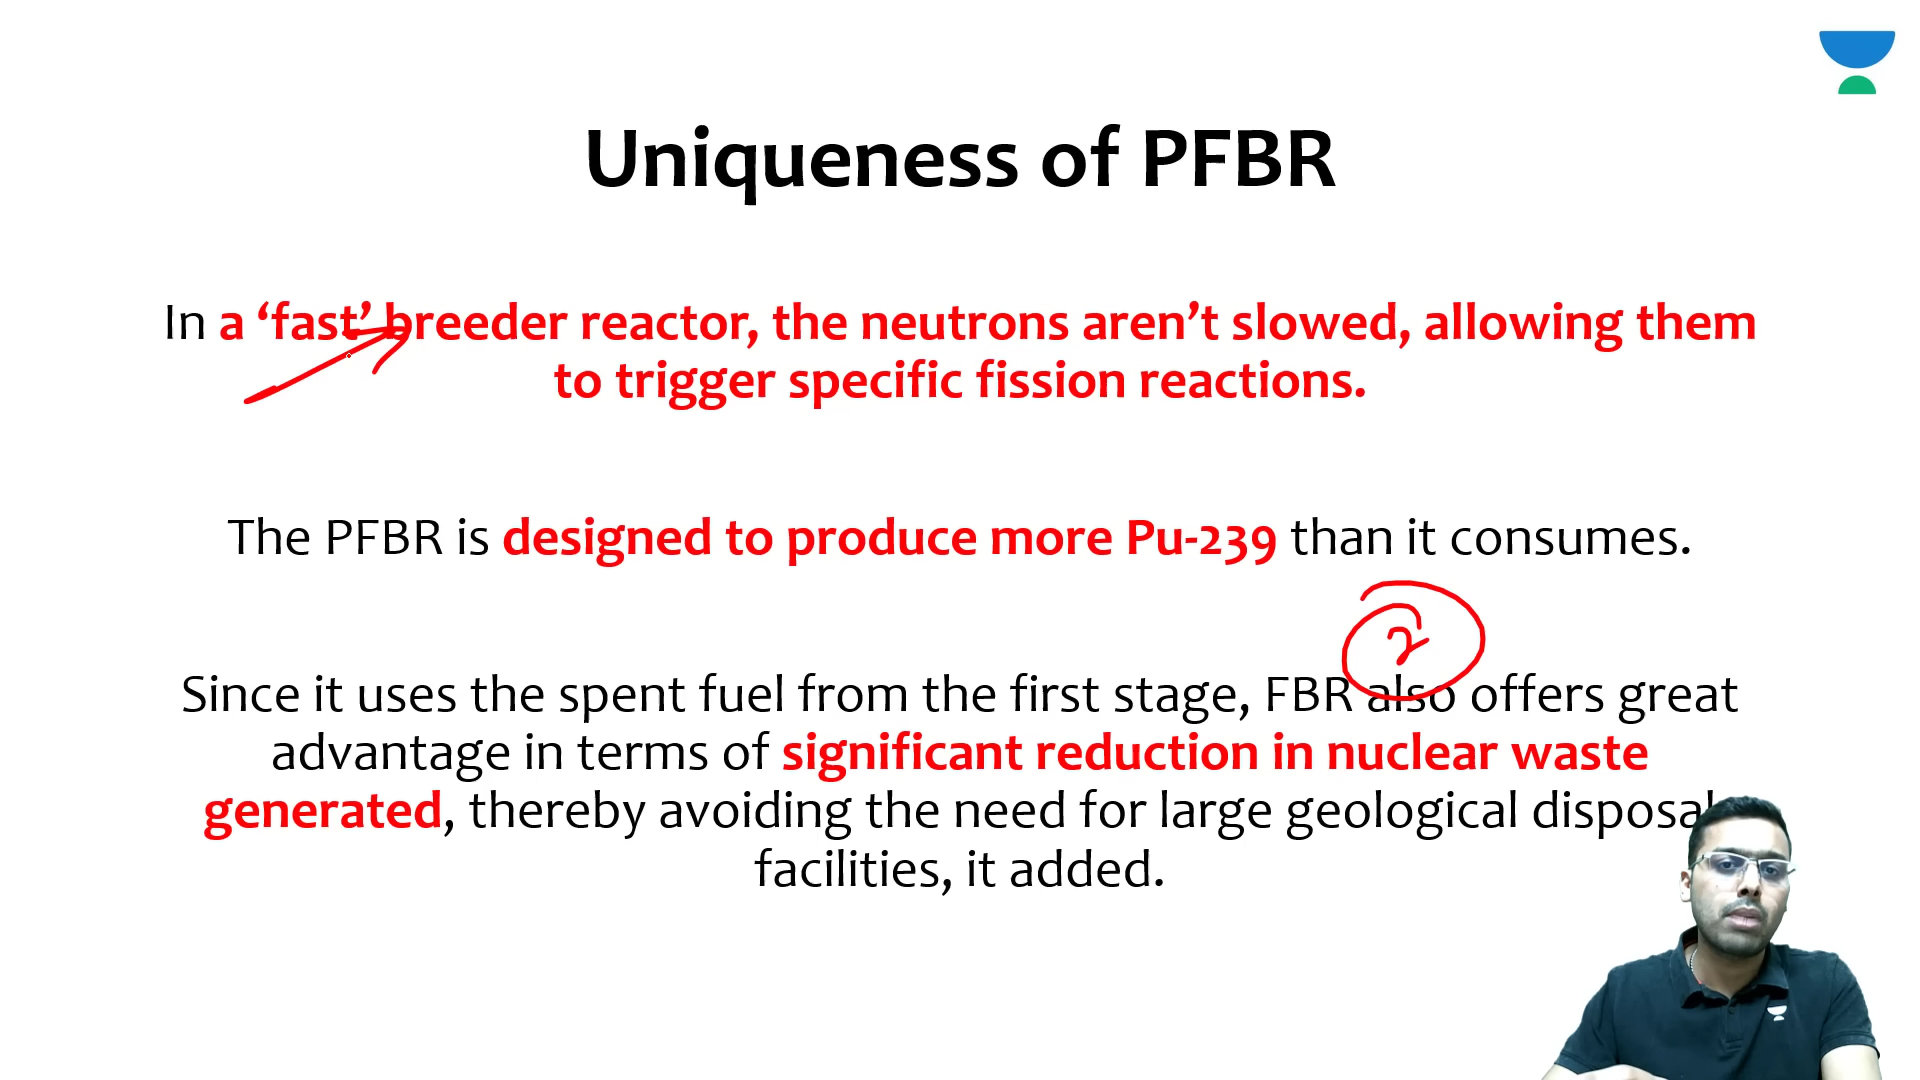 Uniqueness of PFBR
In a ‘fast’ breeder reactor, the neutrons aren’t slowed, allowing them
to trigger specific fission reactions.
The PFBR is designed to produce more Pu-239 than it consumes.
2
Since it uses the spent fuel from the first stage, FBR also offers great
advantage in terms of significant reduction in nuclear waste
generated, thereby avoiding the need for large geological disposal
facilities, it added.